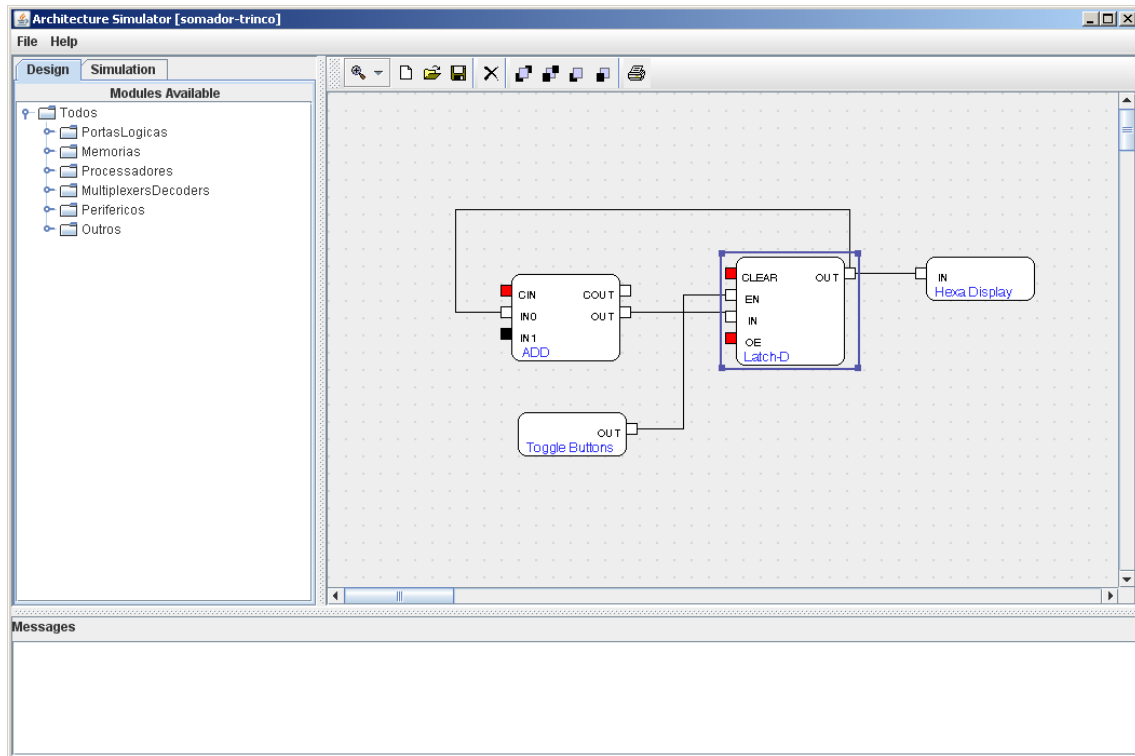 Architecture Simulator [somador-trinco]
File Help
Design Simulation
Modules Available
Todos
PortasLogicas
Memorias
Processadores
MultiplexersDecoders
Perifericos
Outros
CIN COUT
IN0 OUT
IN1
ADD
CLEAR OUT
EN
IN
OE
Latch-D
IN
Hexa Display
OUT
Toggle Buttons
Messages